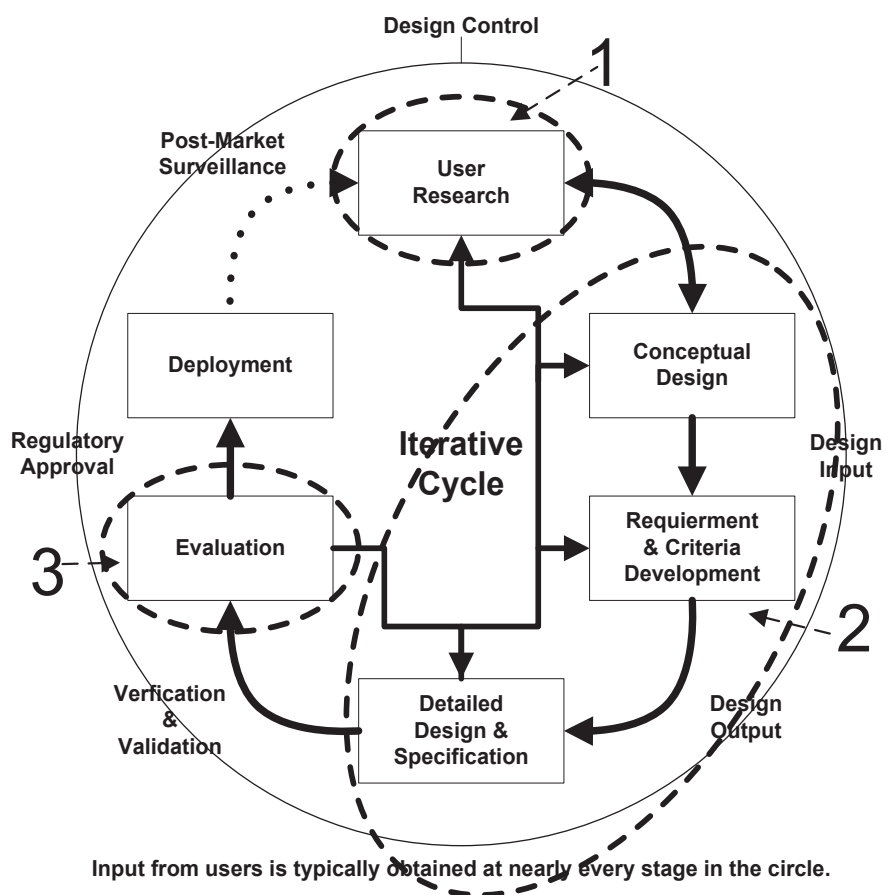 Design Control
1
Post-Market
Surveillance
User
Research
Deployment
Conceptual
Design
Iterative
Cycle
Regulatory
Approval
Design
Input
Evaluation
Requierment
& Criteria
Development
3
2
Verfication
&
Validation
Detailed
Design &
Specification
Design
Output
Input from users is typically obtained at nearly every stage in the circle.